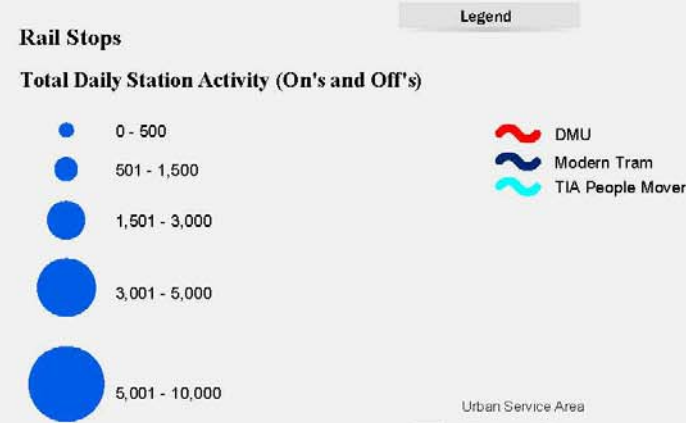 Legend
Rail Stops
Total Daily Station Activity (On's and Off's)
0 - 500
501 - 1,500
1,501 - 3,000
3,001 - 5,000
5,001 - 10,000
DMU
Modern Tram
TIA People Mover
Urban Service Area